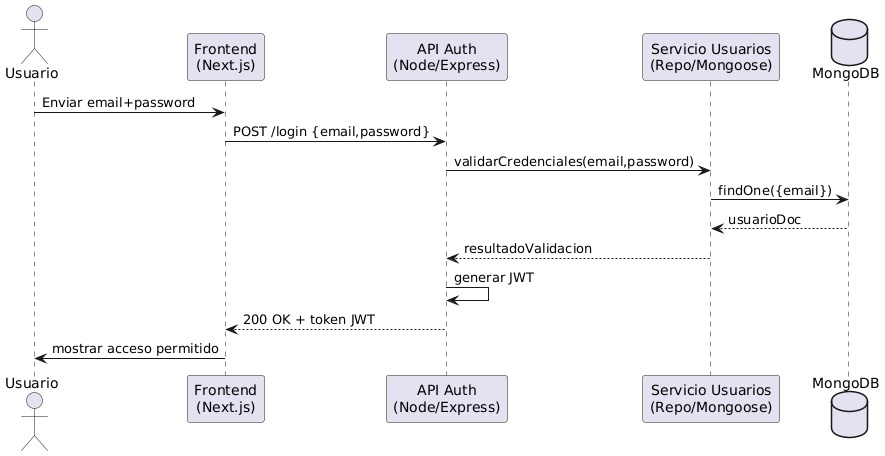 Usuario
Frontend
(Next.js)
API Auth
(Node/Express)
Servicio Usuarios
(Repo/Mongoose)
MongoDB
Enviar email+password
POST /login {email,password}
validarCredenciales(email,password)
findOne({email})
usuarioDoc
resultadoValidacion
generar JWT
200 OK + token JWT
mostrar acceso permitido
Usuario
Frontend
(Next.js)
API Auth
(Node/Express)
Servicio Usuarios
(Repo/Mongoose)
MongoDB